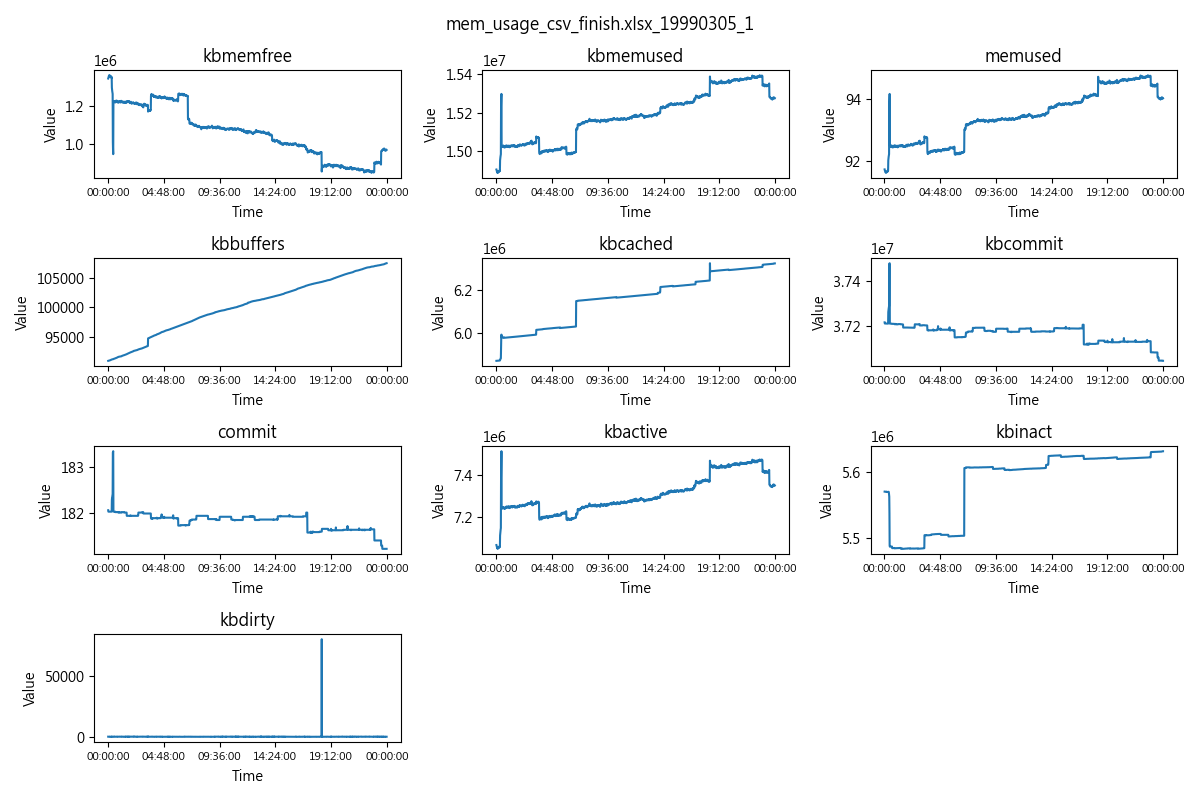 mem_usage_csv_finish.xlsx_19990305_1
kbmemfree
1e6
1.2
1.0
Value
00:00:00 04:48:00 09:36:00 14:24:00 19:12:00 00:00:00
Time
kbmemused
1e7
1.54
1.52
1.50
Value
00:00:00 04:48:00 09:36:00 14:24:00 19:12:00 00:00:00
Time
memused
94
92
Value
00:00:00 04:48:00 09:36:00 14:24:00 19:12:00 00:00:00
Time
kbbuffers
105000
100000
95000
Value
00:00:00 04:48:00 09:36:00 14:24:00 19:12:00 00:00:00
Time
kbcached
1e6
6.2
6.0
Value
00:00:00 04:48:00 09:36:00 14:24:00 19:12:00 00:00:00
Time
kbcommit
1e7
3.74
3.72
Value
00:00:00 04:48:00 09:36:00 14:24:00 19:12:00 00:00:00
Time
commit
183
182
Value
00:00:00 04:48:00 09:36:00 14:24:00 19:12:00 00:00:00
Time
kbactive
1e6
7.4
7.2
Value
00:00:00 04:48:00 09:36:00 14:24:00 19:12:00 00:00:00
Time
kbinact
1e6
5.6
5.5
Value
00:00:00 04:48:00 09:36:00 14:24:00 19:12:00 00:00:00
Time
kbdirty
50000
0
Value
00:00:00 04:48:00 09:36:00 14:24:00 19:12:00 00:00:00
Time